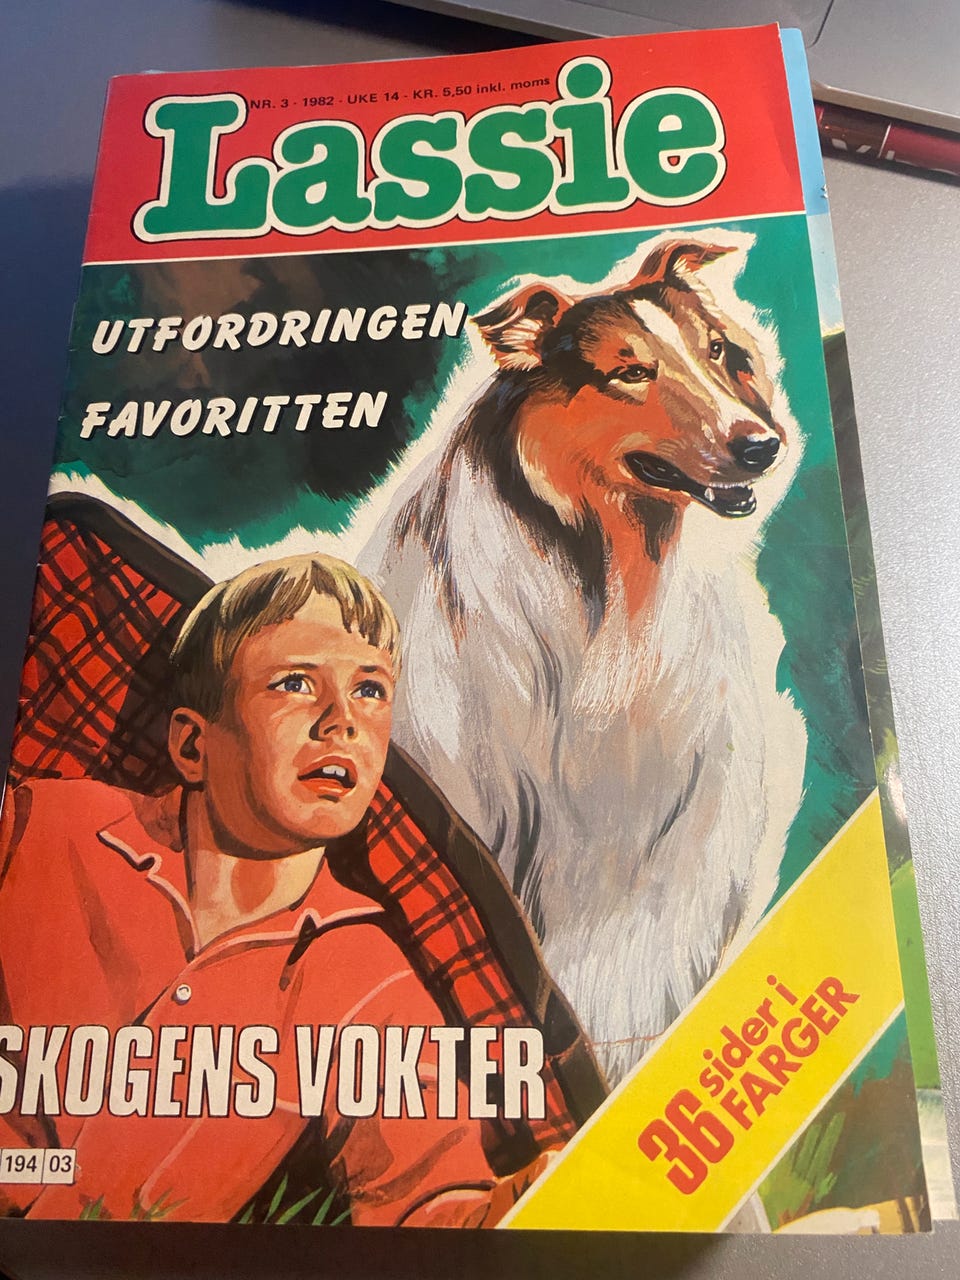 NR. 3 - 1982 - UKE 14 - KR. 5,50 inkl. moms
Lassie
UTFORDRINGEN
FAVORITTEN
SKOGENS VOKTER
36 sider i
FARGER
194 03